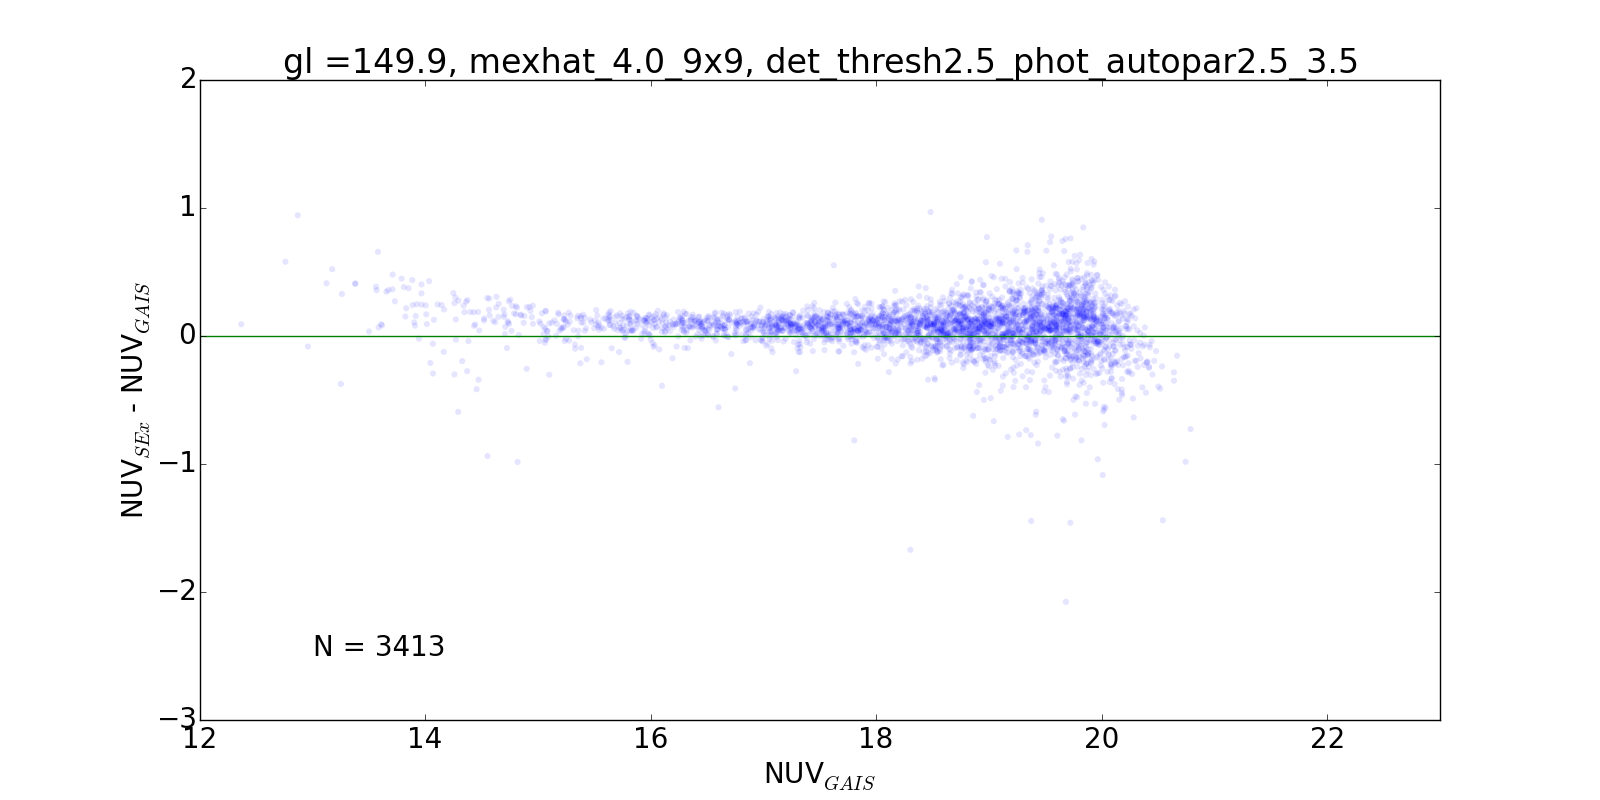 gl =149.9, mexhat_4.0_9x9, det_thresh2.5_phot_autopar2.5_3.5
2
1
0
−1
−2
−3
NUV_SEx - NUV_GAIS
N = 3413
12 14 16 18 20 22
NUV_GAIS